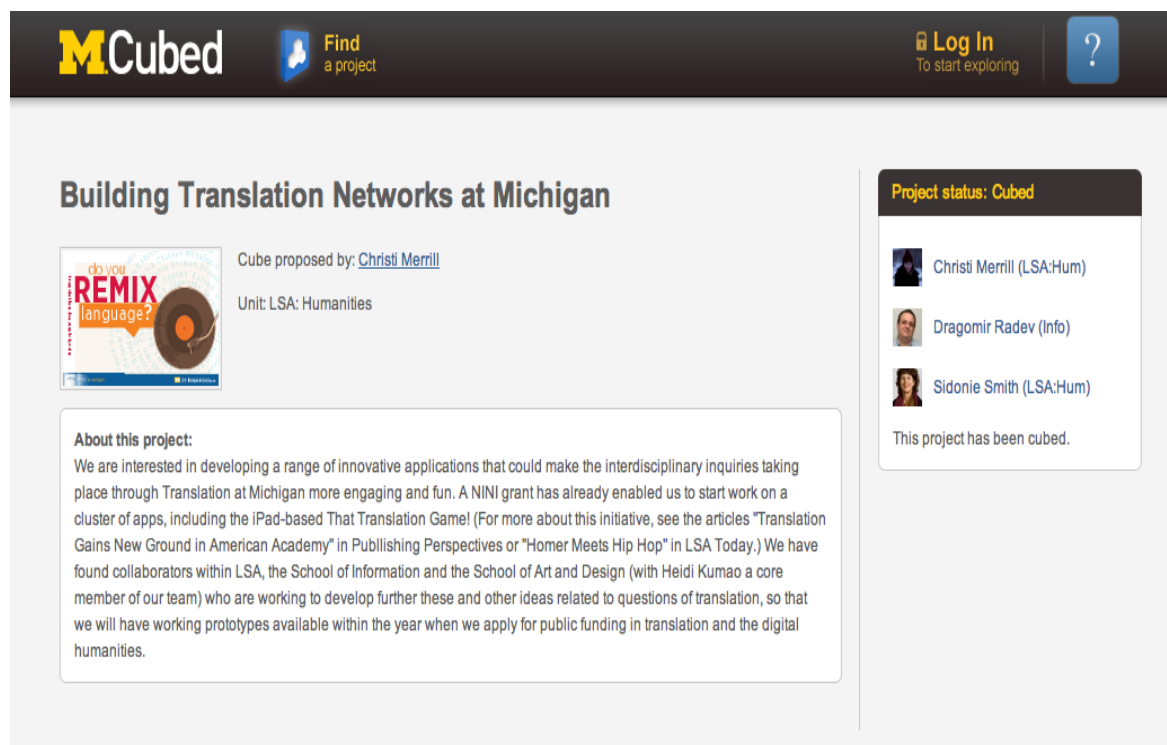 M Cubed
Find
a project
Log In
To start exploring
?
Building Translation Networks at Michigan
do you
REMIX
language?
Cube proposed by: Christi Merrill
Unit: LSA: Humanities
About this project:
We are interested in developing a range of innovative applications that could make the interdisciplinary inquiries taking
place through Translation at Michigan more engaging and fun. A NINI grant has already enabled us to start work on a
cluster of apps, including the iPad-based That Translation Game! (For more about this initiative, see the articles "Translation
Gains New Ground in American Academy" in Publlishing Perspectives or "Homer Meets Hip Hop" in LSA Today.) We have
found collaborators within LSA, the School of Information and the School of Art and Design (with Heidi Kumao a core
member of our team) who are working to develop further these and other ideas related to questions of translation, so that
we will have working prototypes available within the year when we apply for public funding in translation and the digital
humanities.
Project status: Cubed
Christi Merrill (LSA:Hum)
Dragomir Radev (Info)
Sidonie Smith (LSA:Hum)
This project has been cubed.